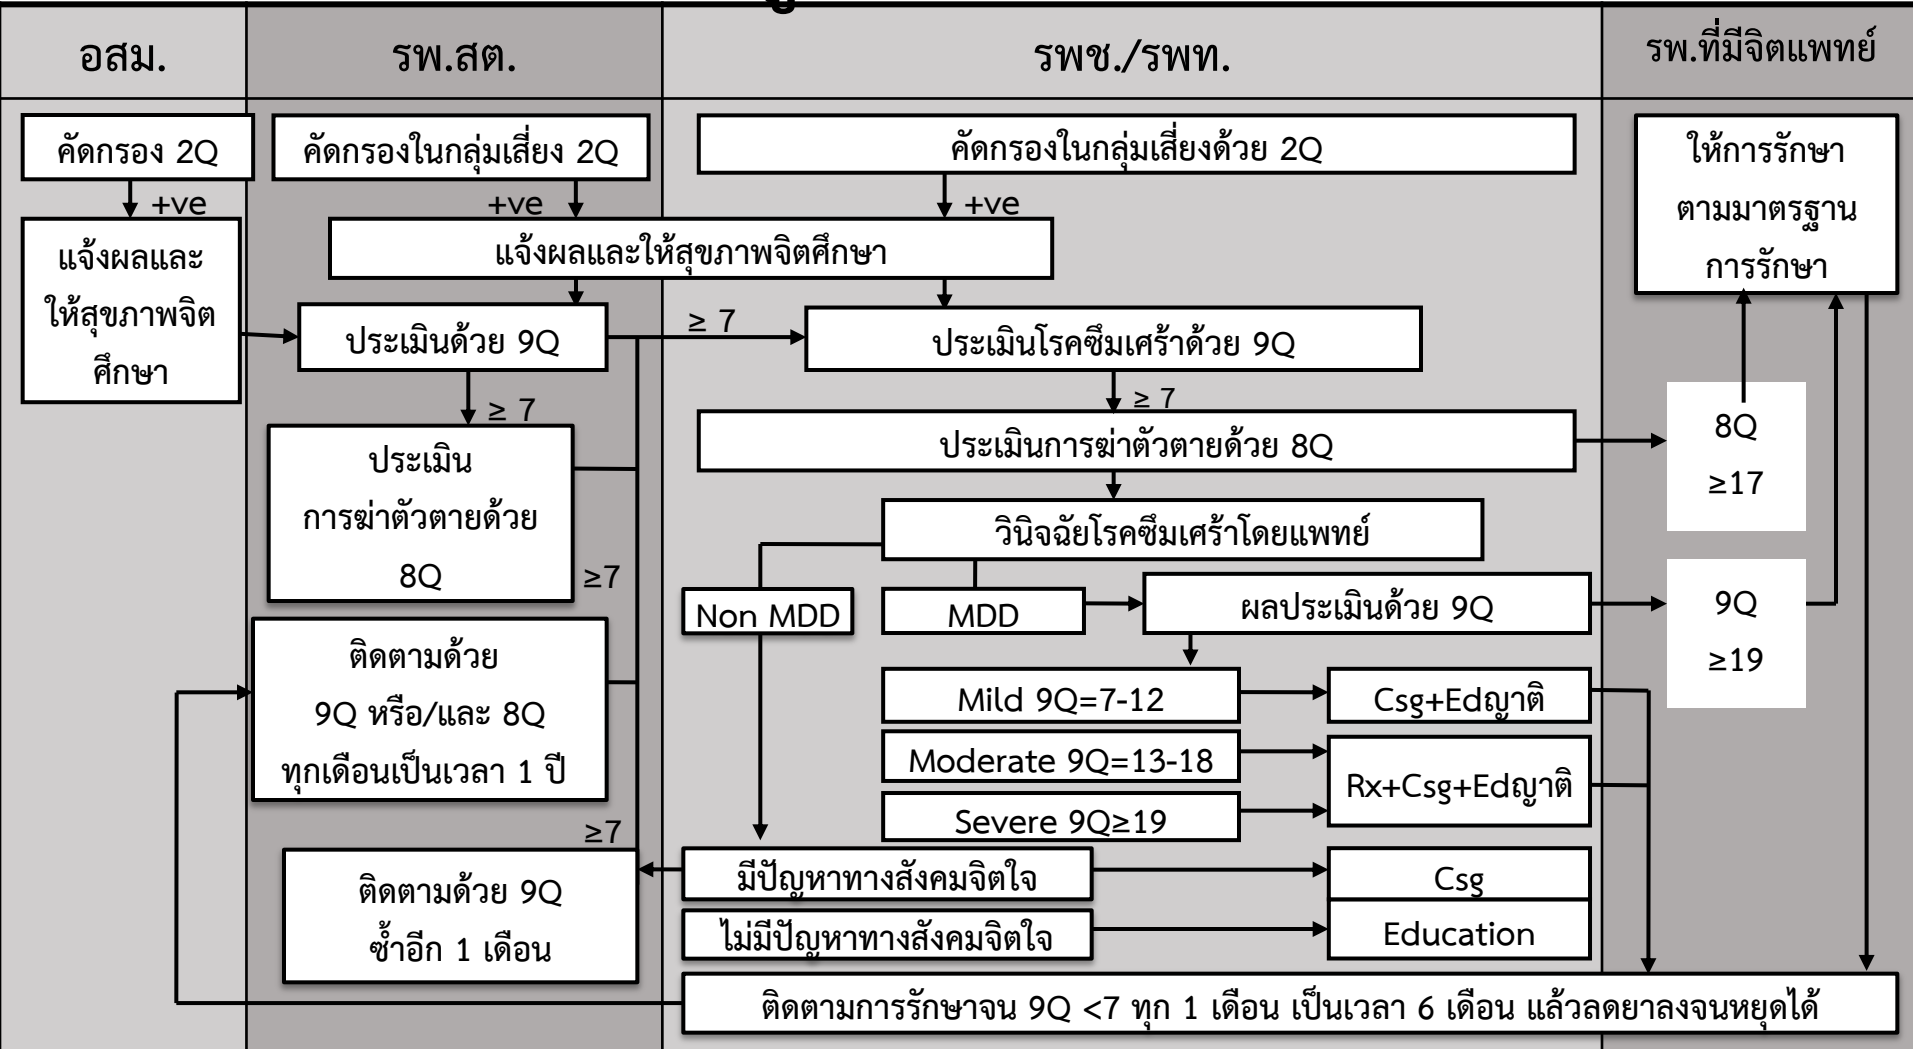 อสม.
รพ.สต.
รพช./รพท.
รพ.ที่มีจิตแพทย์
คัดกรอง 2Q
+ve
แจ้งผลและ
ให้สุขภาพจิต
ศึกษา
คัดกรองในกลุ่มเสี่ยง 2Q
+ve
คัดกรองในกลุ่มเสี่ยงด้วย 2Q
+ve
แจ้งผลและให้สุขภาพจิตศึกษา
ประเมินด้วย 9Q
≥ 7
≥ 7
ประเมิน
การฆ่าตัวตายด้วย
8Q
≥7
ติดตามด้วย
9Q หรือ/และ 8Q
ทุกเดือนเป็นเวลา 1 ปี
≥7
ติดตามด้วย 9Q
ซ้ำอีก 1 เดือน
ประเมินโรคซึมเศร้าด้วย 9Q
≥ 7
ประเมินการฆ่าตัวตายด้วย 8Q
วินิจฉัยโรคซึมเศร้าโดยแพทย์
Non MDD
MDD
ผลประเมินด้วย 9Q
Mild 9Q=7-12
Csg+Edญาติ
Moderate 9Q=13-18
Rx+Csg+Edญาติ
Severe 9Q≥19
มีปัญหาทางสังคมจิตใจ
Csg
ไม่มีปัญหาทางสังคมจิตใจ
Education
ติดตามการรักษาจน 9Q <7 ทุก 1 เดือน เป็นเวลา 6 เดือน แล้วลดยาลงจนหยุดได้
ให้การรักษา
ตามมาตรฐาน
การรักษา
8Q
≥17
9Q
≥19